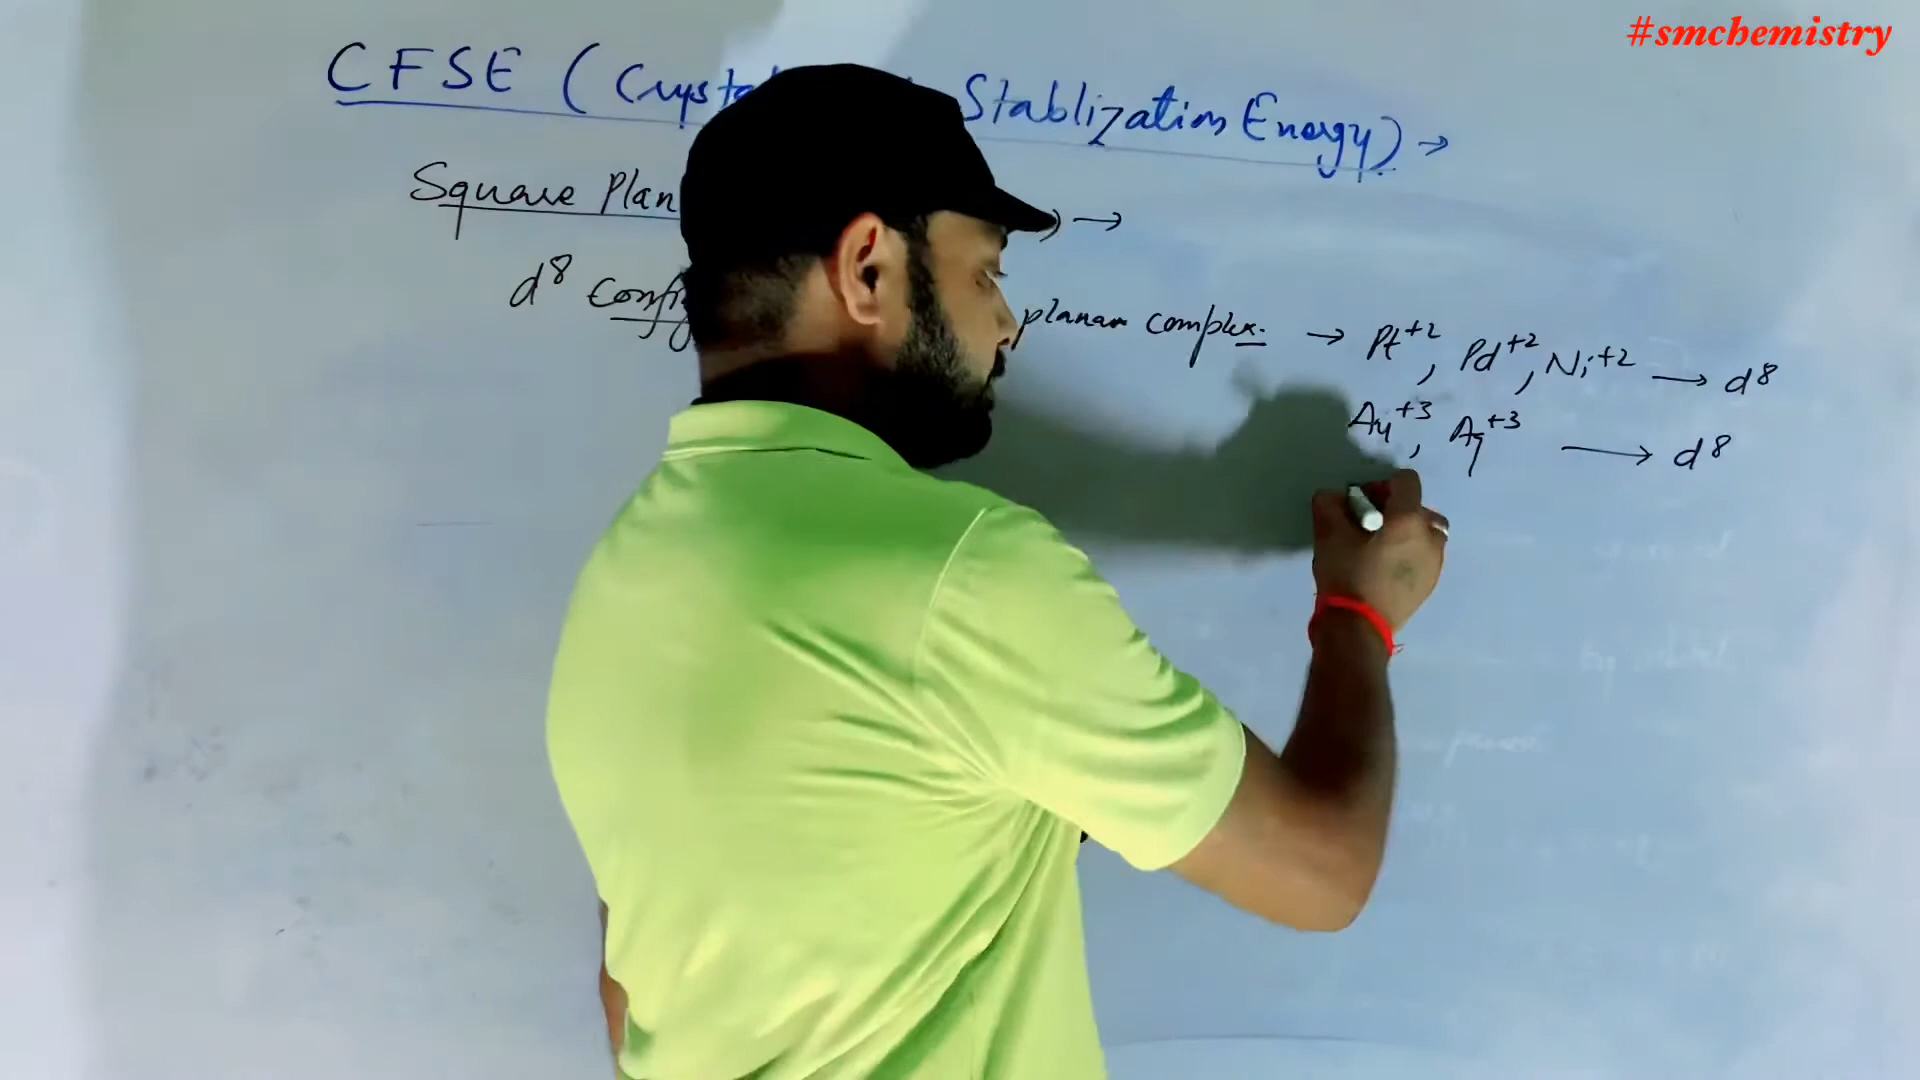 #smchemistry
CFSE ( Crysta Stablization Energy) →
Square Plan ) →
d⁸ Config planar complex. → Pt⁺², Pd⁺², Ni⁺² → d⁸
Au⁺³, Ag⁺³ → d⁸